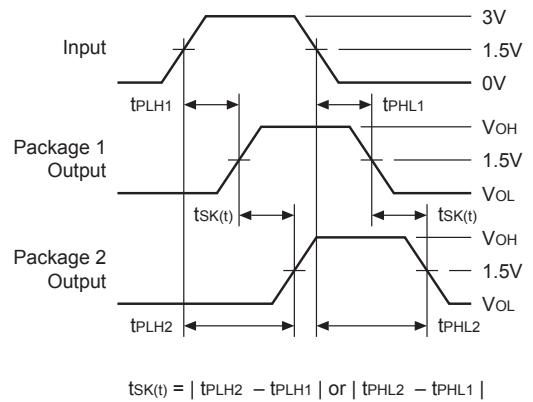 3V
Input
1.5V
0V
tPLH1
tPHL1
VOH
Package 1
Output
1.5V
VOL
tSK(t)
tSK(t)
VOH
Package 2
Output
1.5V
VOL
tPLH2
tPHL2
tSK(t) = | tPLH2 – tPLH1 | or | tPHL2 – tPHL1 |